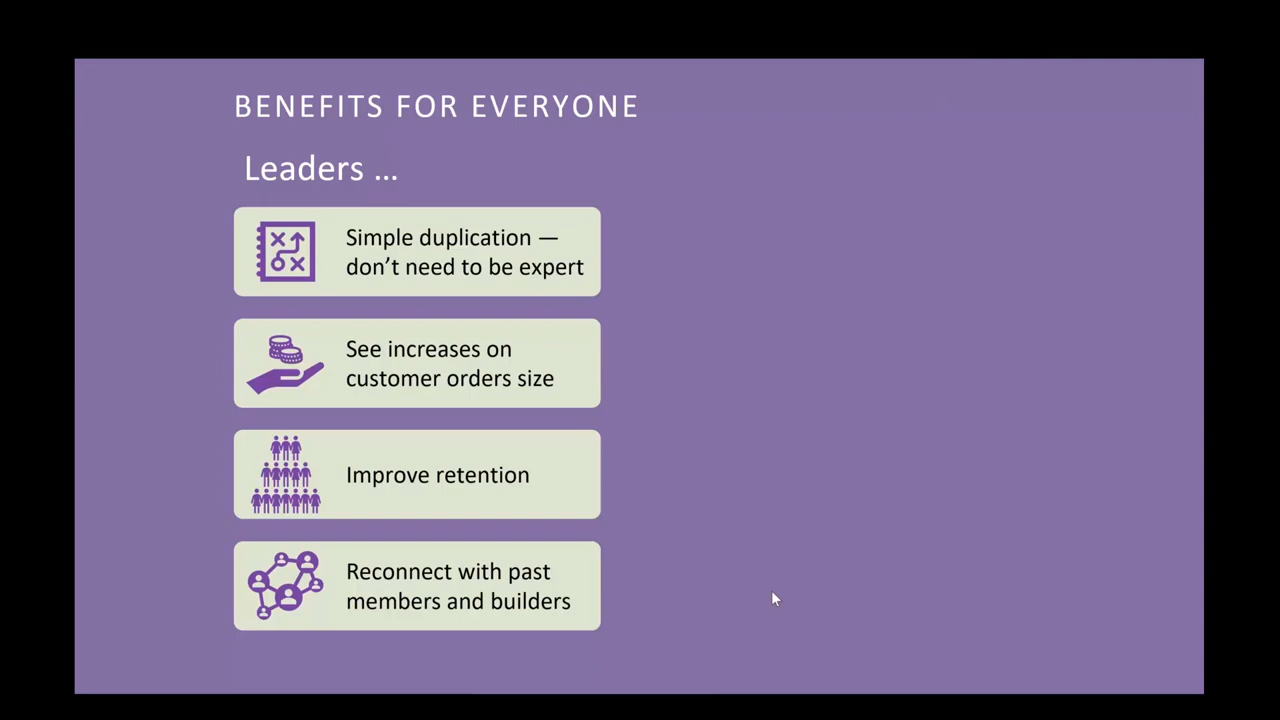 BENEFITS FOR EVERYONE
Leaders ...
Simple duplication —
don’t need to be expert
See increases on
customer orders size
Improve retention
Reconnect with past
members and builders